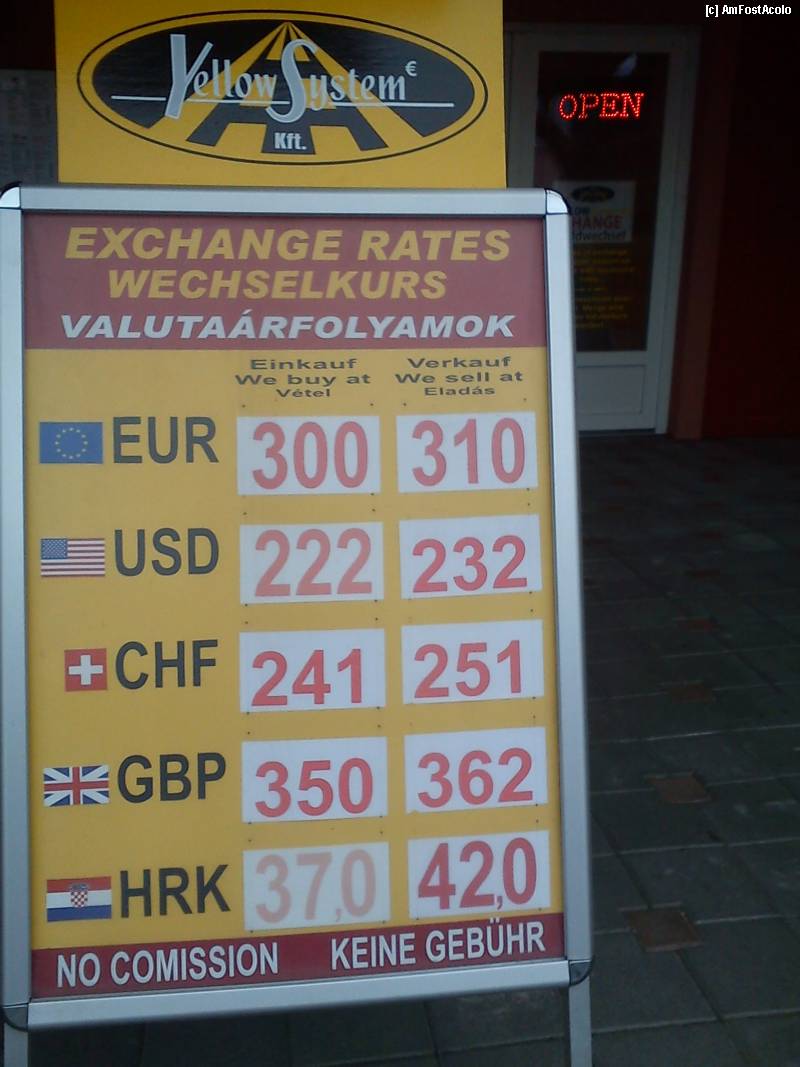 [c] AmFostAcolo
Yellow System €
Kft.
OPEN
HANGE
EXCHANGE RATES
WECHSELKURS
VALUTAÁRFOLYAMOK
Einkauf Verkauf
We buy at We sell at
Vétel Eladás
EUR 300 310
USD 222 232
CHF 241 251
GBP 350 362
HRK 37,0 42,0
NO COMISSION KEINE GEBÜHR